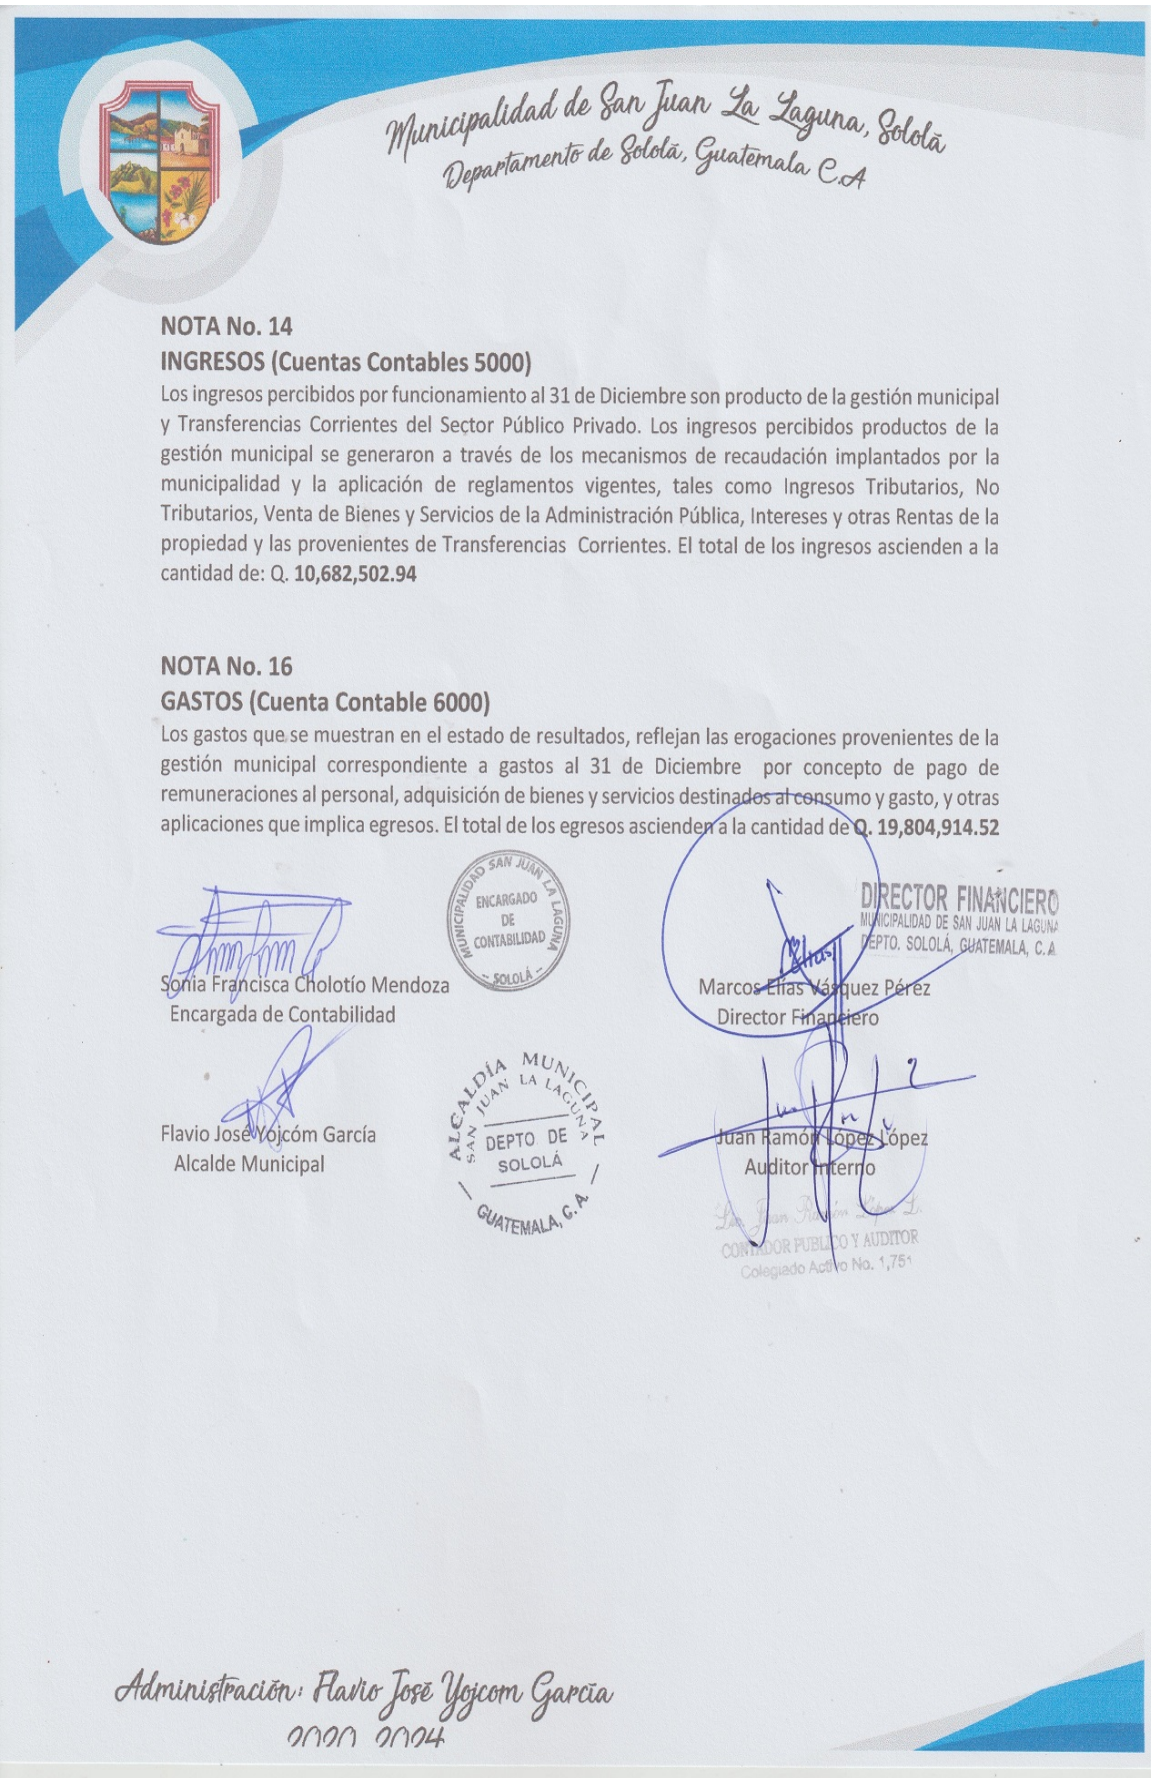 Municipalidad de San Juan La Laguna, Sololá
Departamento de Sololá, Guatemala C.A
NOTA No. 14
INGRESOS (Cuentas Contables 5000)
Los ingresos percibidos por funcionamiento al 31 de Diciembre son producto de la gestión municipal
y Transferencias Corrientes del Sector Público Privado. Los ingresos percibidos productos de la
gestión municipal se generaron a través de los mecanismos de recaudación implantados por la
municipalidad y la aplicación de reglamentos vigentes, tales como Ingresos Tributarios, No
Tributarios, Venta de Bienes y Servicios de la Administración Pública, Intereses y otras Rentas de la
propiedad y las provenientes de Transferencias Corrientes. El total de los ingresos ascienden a la
cantidad de: Q. 10,682,502.94
NOTA No. 16
GASTOS (Cuenta Contable 6000)
Los gastos que se muestran en el estado de resultados, reflejan las erogaciones provenientes de la
gestión municipal correspondiente a gastos al 31 de Diciembre por concepto de pago de
remuneraciones al personal, adquisición de bienes y servicios destinados al consumo y gasto, y otras
aplicaciones que implica egresos. El total de los egresos ascienden a la cantidad de Q. 19,804,914.52
MUNICIPALIDAD SAN JUAN LA LAGUNA
ENCARGADO
DE
CONTABILIDAD
- SOLOLÁ -
DIRECTOR FINANCIERO
MUNICIPALIDAD DE SAN JUAN LA LAGUNA
DEPTO. SOLOLÁ, GUATEMALA, C.A.
Sonia Francisca Cholotío Mendoza
Encargada de Contabilidad
Marcos Elías Vásquez Pérez
Director Financiero
ALCALDÍA MUNICIPAL
SAN JUAN LA LAGUNA
DEPTO DE
SOLOLÁ
GUATEMALA, C. A.
Flavio José Yojcóm García
Alcalde Municipal
Juan Ramón López López
Auditor Interno
Lic. Juan Ramón López L.
CONTADOR PUBLICO Y AUDITOR
Colegiado Activo No. 1,751
Administración: Flavio José Yojcom García
2020 2024